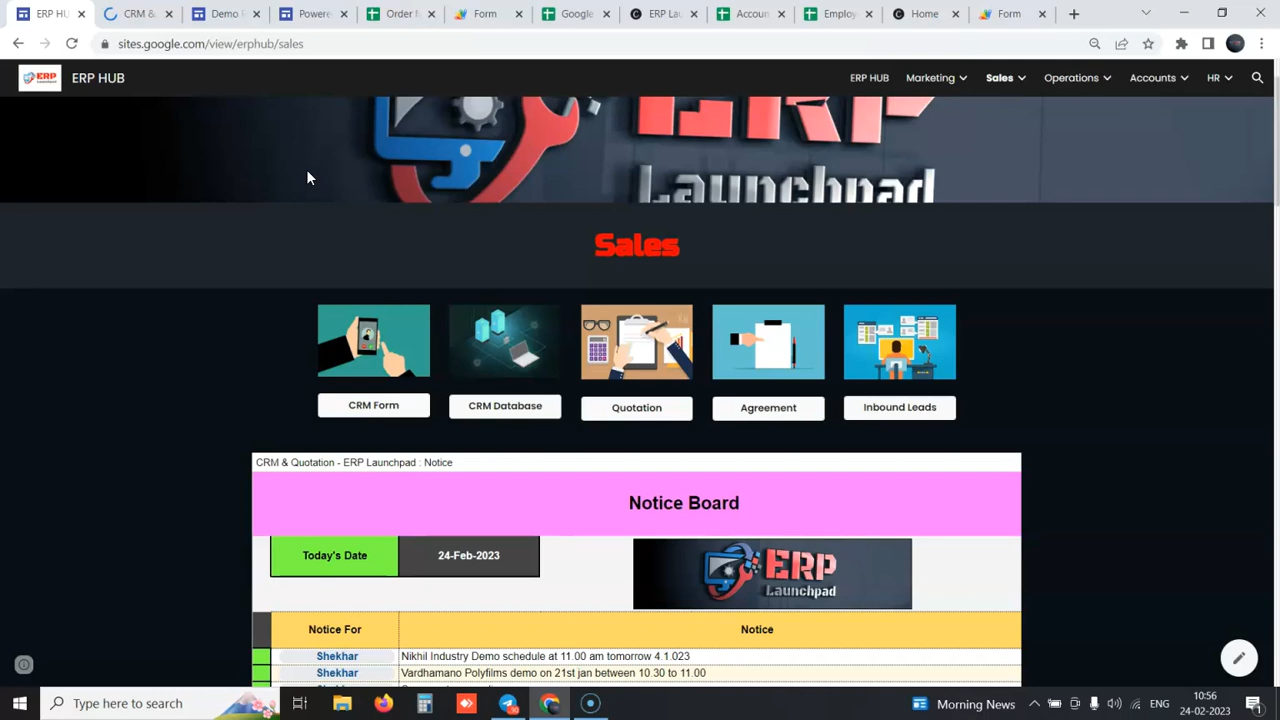 ERP HU
CRM &
Demo P
Powere
Order M
Form
Google
ERP Lau
Accoun
Employ
Home
Form
sites.google.com/view/erphub/sales
ERP
Launchpad
ERP HUB
ERP HUB
Marketing
Sales
Operations
Accounts
HR
ERP
Launchpad
Sales
CRM Form
CRM Database
Quotation
Agreement
Inbound Leads
CRM & Quotation - ERP Launchpad : Notice
Notice Board
Today's Date
24-Feb-2023
ERP
Launchpad
Notice For
Notice
Shekhar
Nikhil Industry Demo schedule at 11.00 am tomorrow 4.1.023
Shekhar
Vardhamano Polyfilms demo on 21st jan between 10.30 to 11.00
Type here to search
Morning News
ENG
10:56
24-02-2023